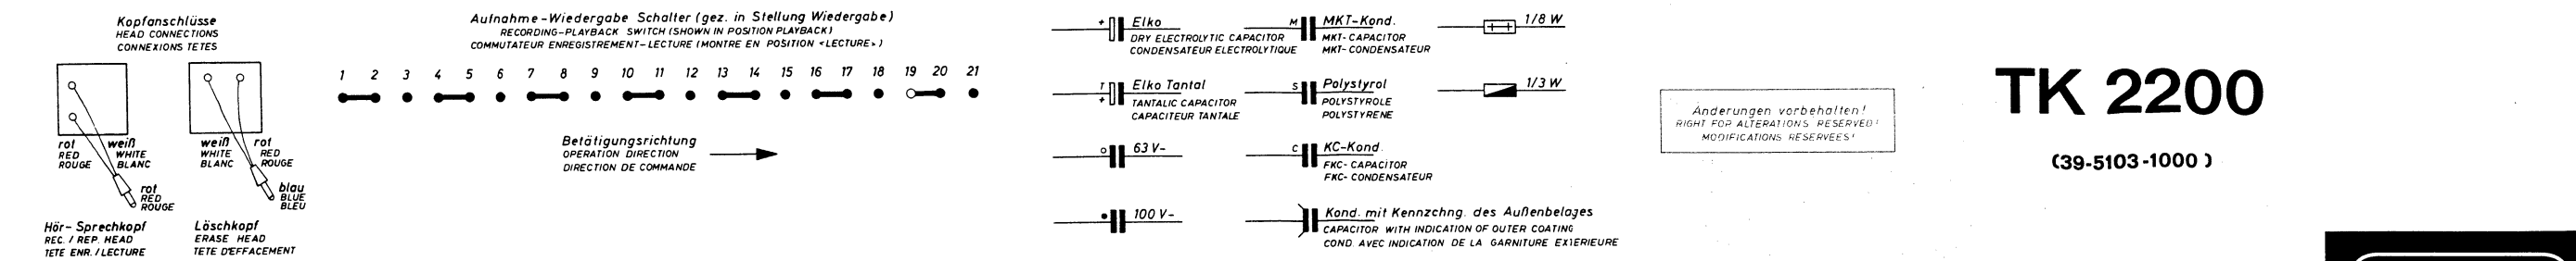 Kopfanschlüsse
HEAD CONNECTIONS
CONNEXIONS TETES
rot
RED
ROUGE
weiß
WHITE
BLANC
rot
RED
ROUGE
Hör-Sprechkopf
REC. / REP. HEAD
TETE ENR. / LECTURE
weiß
WHITE
BLANC
rot
RED
ROUGE
blau
BLUE
BLEU
Löschkopf
ERASE HEAD
TETE D'EFFACEMENT
Aufnahme-Wiedergabe Schalter (gez. in Stellung Wiedergabe)
RECORDING-PLAYBACK SWITCH (SHOWN IN POSITION PLAYBACK)
COMMUTATEUR ENREGISTREMENT-LECTURE (MONTRE EN POSITION «LECTURE»)
1 2 3 4 5 6 7 8 9 10 11 12 13 14 15 16 17 18 19 20 21
Betätigungsrichtung
OPERATION DIRECTION
DIRECTION DE COMMANDE
+ Elko
DRY ELECTROLYTIC CAPACITOR
CONDENSATEUR ELECTROLYTIQUE
T + Elko Tantal
TANTALIC CAPACITOR
CAPACITEUR TANTALE
O 63 V-
100 V-
M MKT-Kond.
MKT-CAPACITOR
MKT-CONDENSATEUR
S Polystyrol
POLYSTYROLE
POLYSTYRENE
C KC-Kond.
FKC-CAPACITOR
FKC-CONDENSATEUR
Kond. mit Kennzchng. des Außenbelages
CAPACITOR WITH INDICATION OF OUTER COATING
COND. AVEC INDICATION DE LA GARNITURE EXTERIEURE
1/8 W
1/3 W
Änderungen vorbehalten!
RIGHT FOR ALTERATIONS RESERVED!
MODIFICATIONS RESERVEES!
TK 2200
(39-5103-1000)